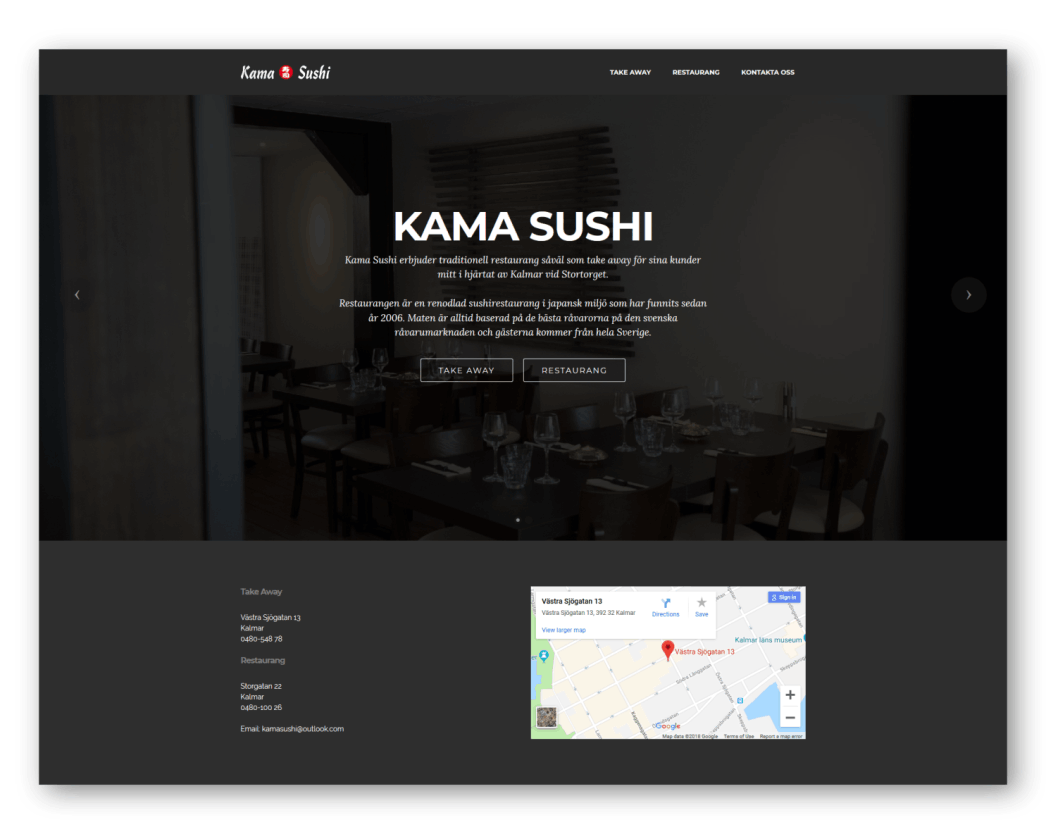 Kama Sushi
TAKE AWAY RESTAURANG KONTAKTA OSS
KAMA SUSHI
Kama Sushi erbjuder traditionell restaurang såväl som take away för sina kunder
mitt i hjärtat av Kalmar vid Stortorget.
Restaurangen är en renodlad sushirestaurang i japansk miljö som har funnits sedan
år 2006. Maten är alltid baserad på de bästa råvarorna på den svenska
råvarumarknaden och gästerna kommer från hela Sverige.
TAKE AWAY RESTAURANG
Take Away
Västra Sjögatan 13
Kalmar
0480-548 78
Restaurang
Storgatan 22
Kalmar
0480-100 26
Email: kamasushi@outlook.com
Västra Sjögatan 13
Västra Sjögatan 13, 392 32 Kalmar
View larger map
Directions
Save
Sign in
Kalmar läns museum
Västra Sjögatan 13
Södra Långgatan
Google
Map data ©2018 Google Terms of Use Report a map error